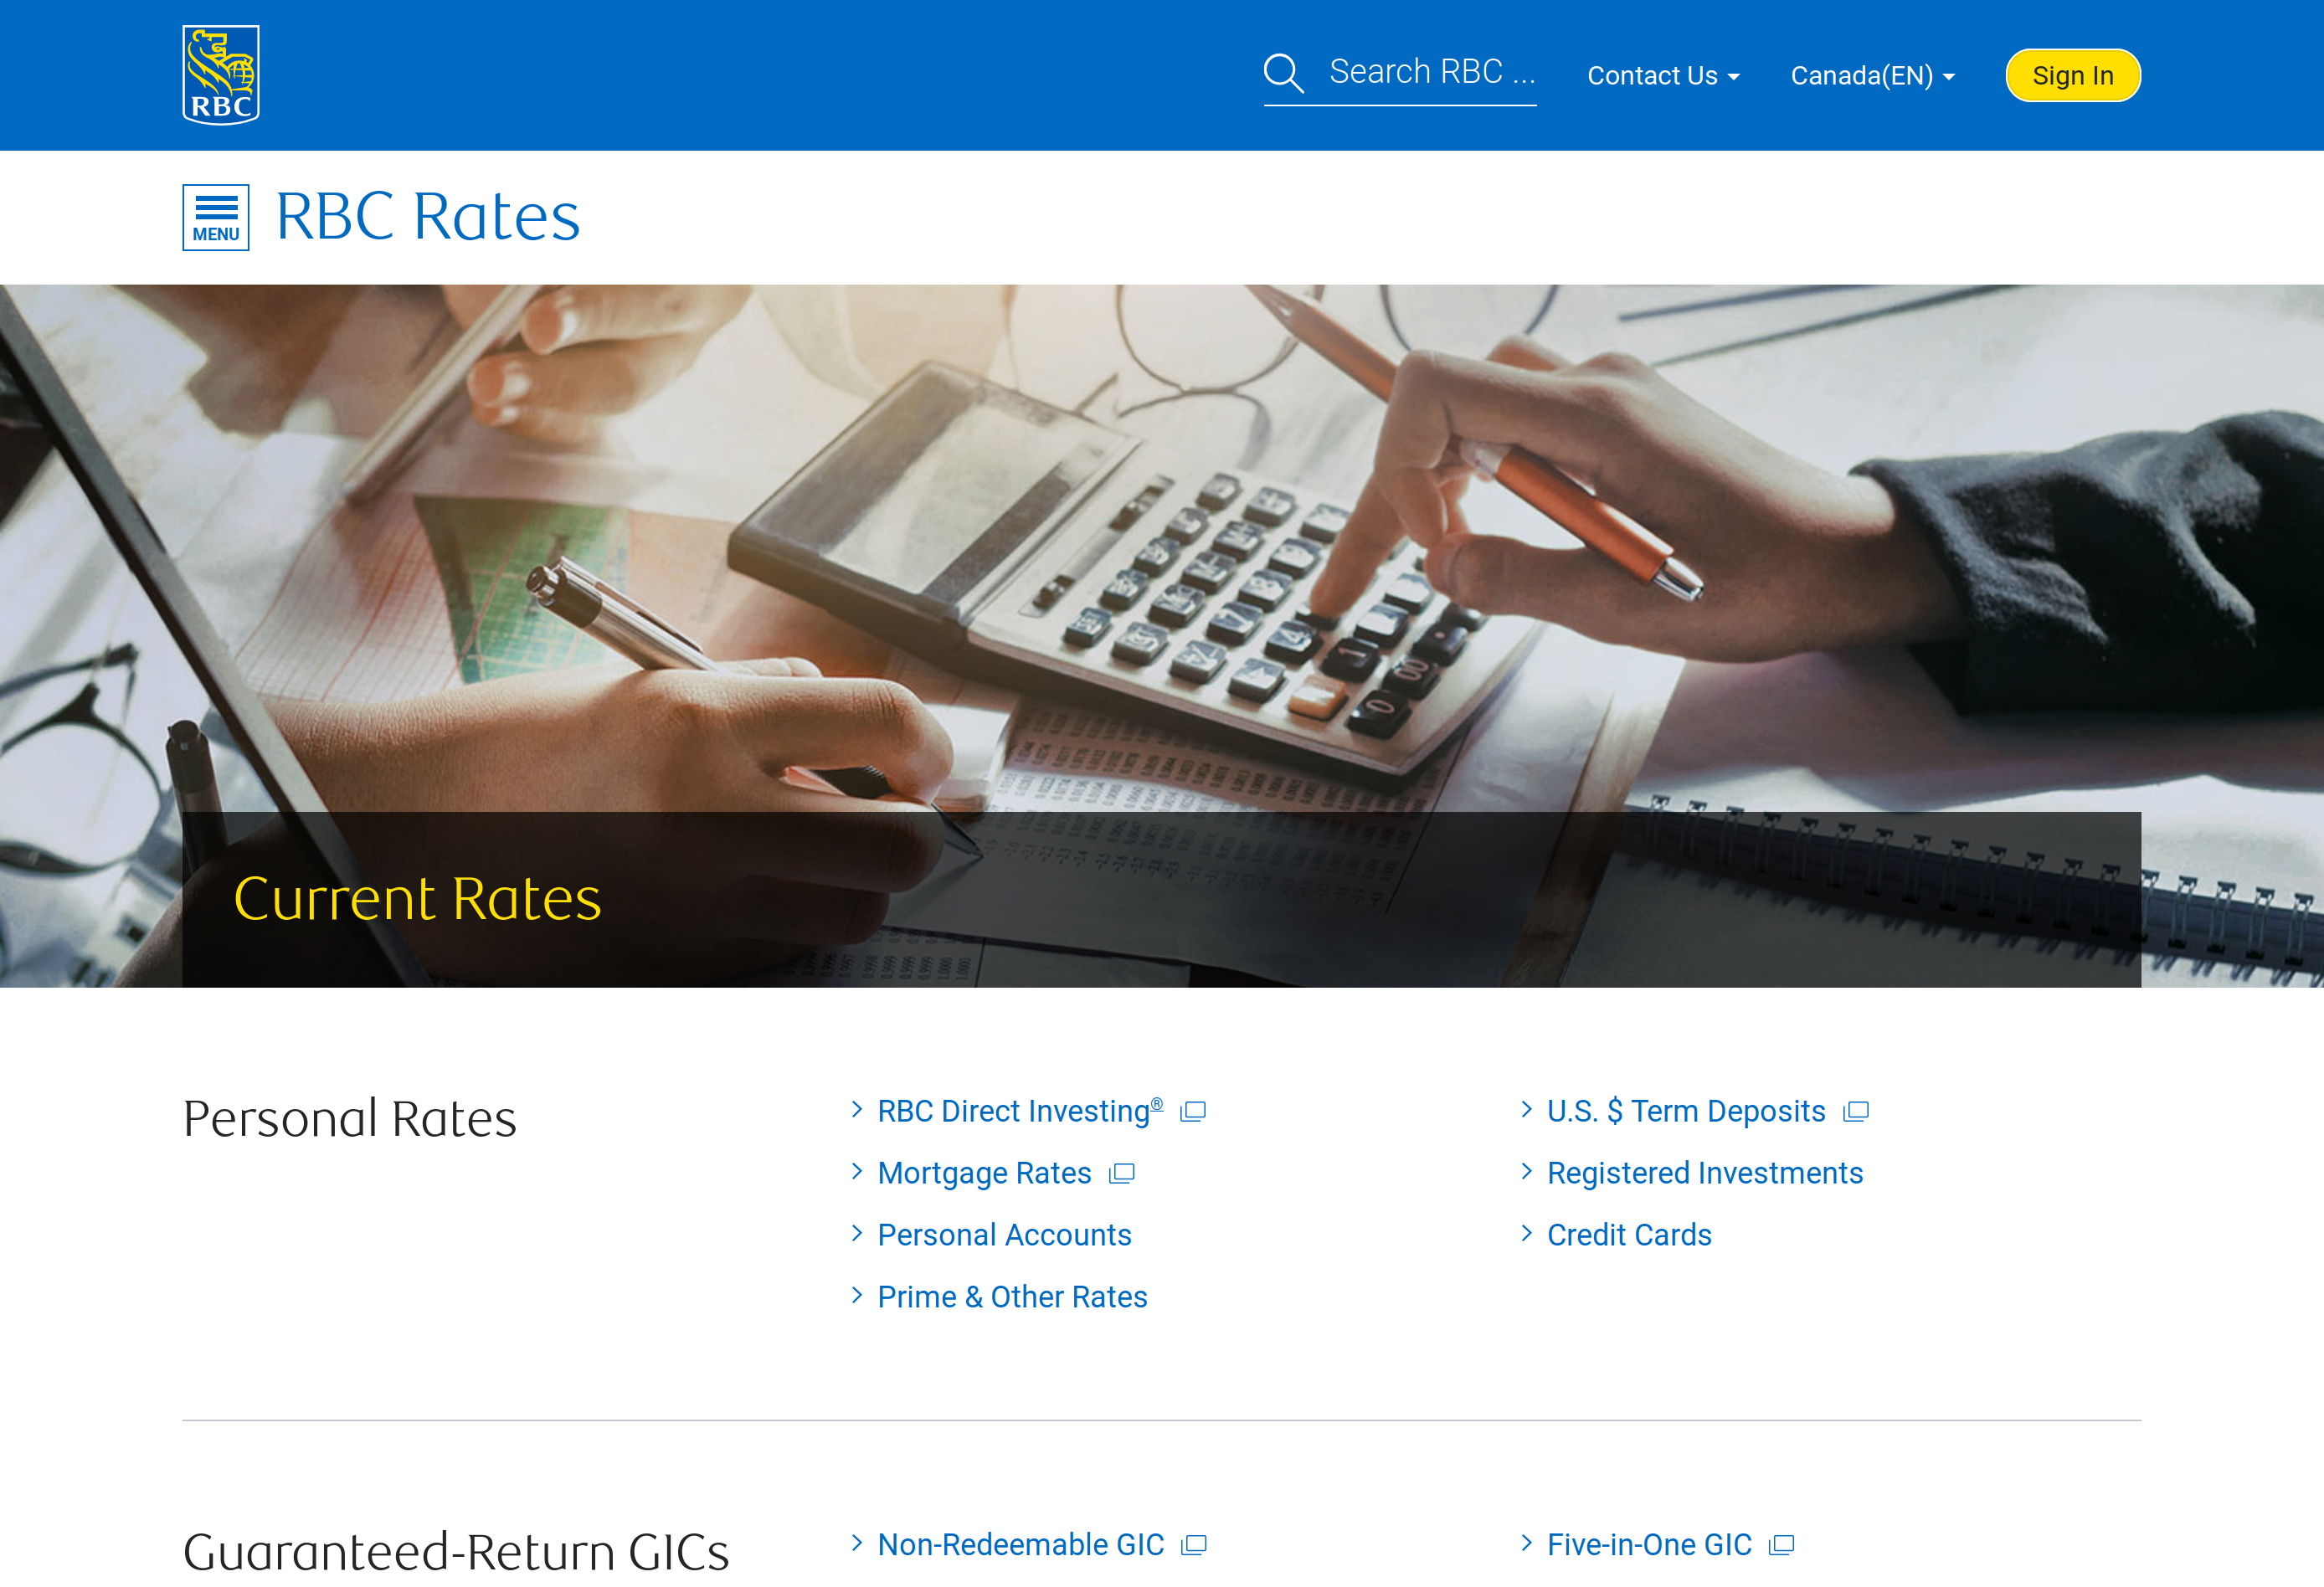 RBC
Search RBC ...
Contact Us
Canada(EN)
Sign In
MENU
RBC Rates
Current Rates
Personal Rates
RBC Direct Investing®
Mortgage Rates
Personal Accounts
Prime & Other Rates
U.S. $ Term Deposits
Registered Investments
Credit Cards
Guaranteed-Return GICs
Non-Redeemable GIC
Five-in-One GIC